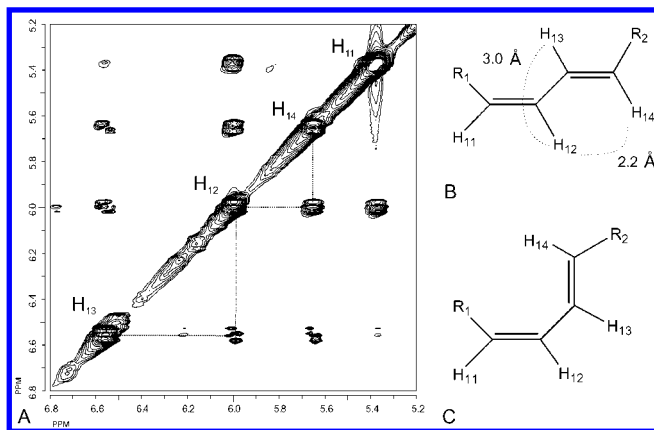 5.2
5.4
5.6
5.8
6.0
6.2
6.4
6.6
6.8
PPM
H11
H14
H12
H13
6.8 6.6 6.4 6.2 6.0 5.8 5.6 5.4 5.2
PPM
A
H13
R2
3.0 Å
R1
H14
H11
H12
2.2 Å
B
H14
R2
R1
H13
H11
H12
C